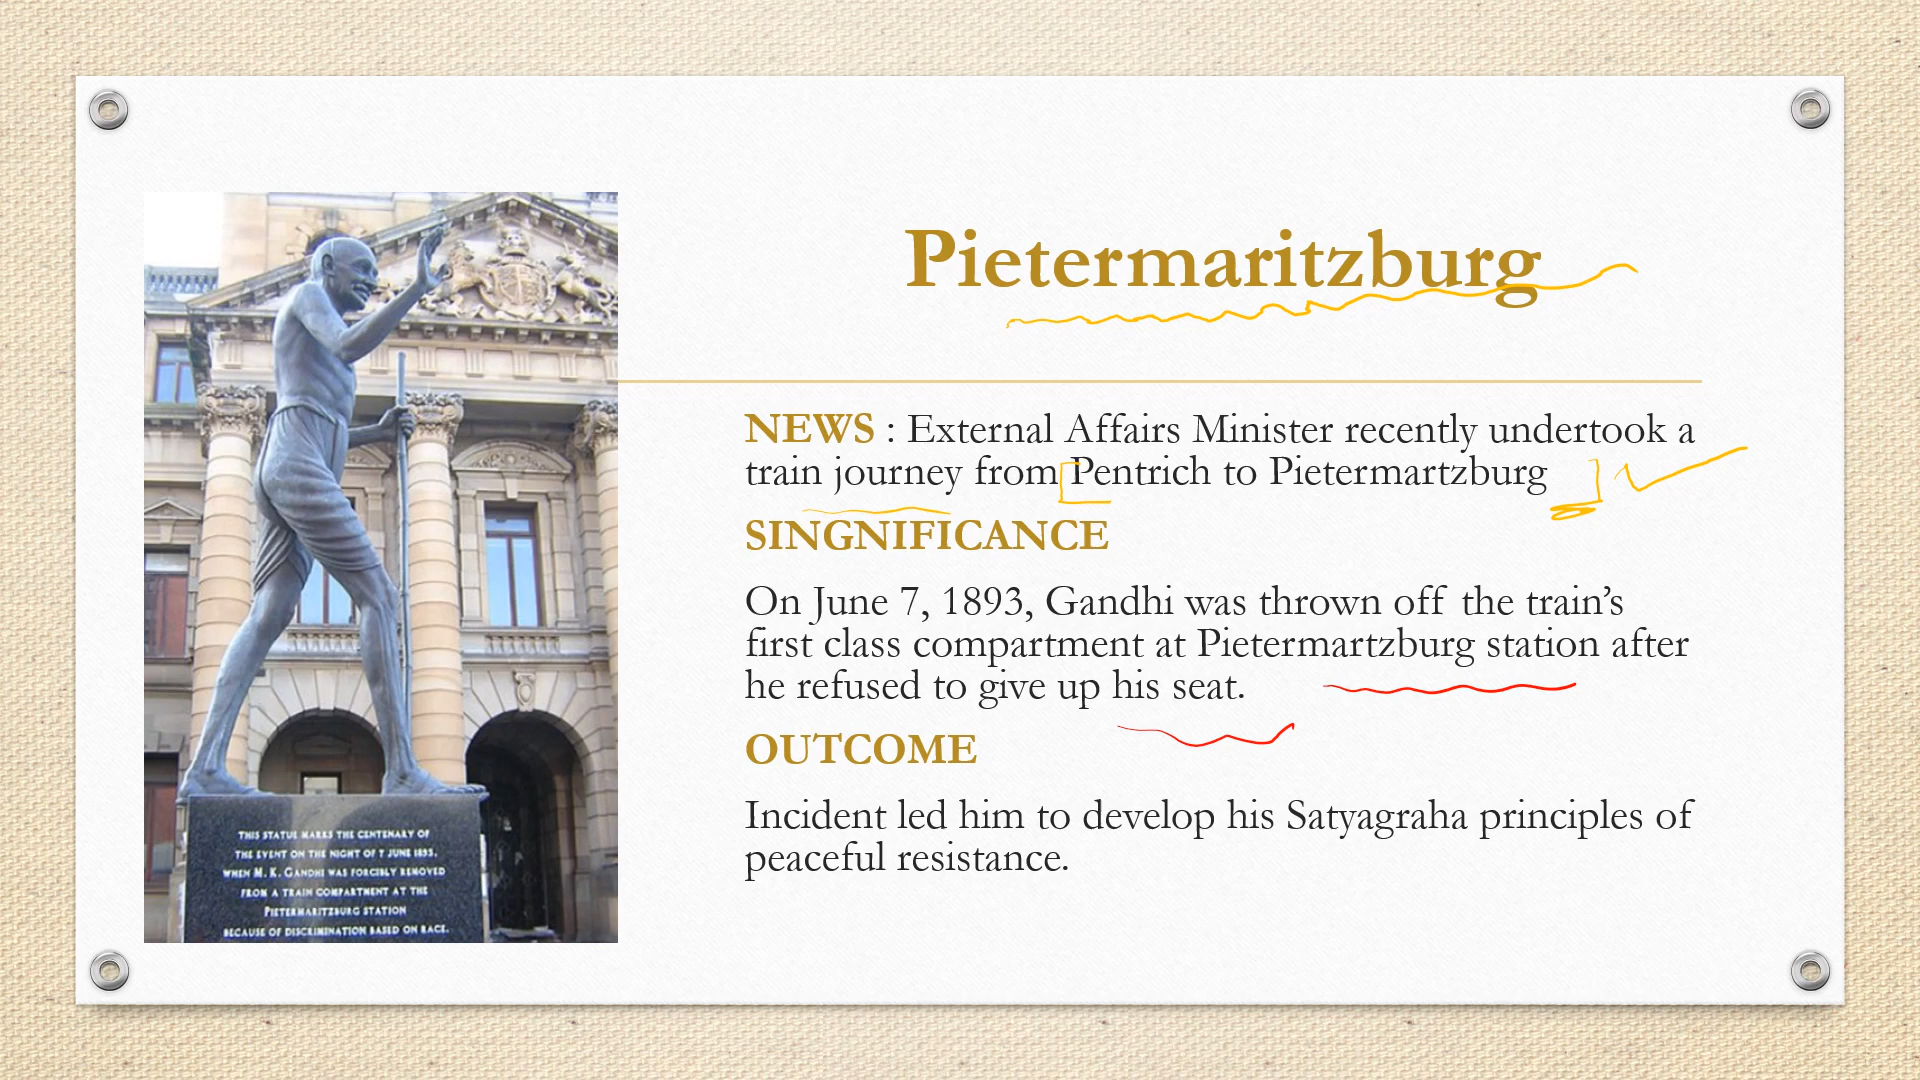 Pietermaritzburg
NEWS : External Affairs Minister recently undertook a
train journey from Pentrich to Pietermartzburg
SINGNIFICANCE
On June 7, 1893, Gandhi was thrown off the train's
first class compartment at Pietermartzburg station after
he refused to give up his seat.
OUTCOME
Incident led him to develop his Satyagraha principles of
peaceful resistance.
THIS STATUE MARKS THE CENTENARY OF
THE EVENT ON THE NIGHT OF 7 JUNE 1893,
WHEN M. K. GANDHI WAS FORCIBLY REMOVED
FROM A TRAIN COMPARTMENT AT THE
PIETERMARITZBURG STATION
BECAUSE OF DISCRIMINATION BASED ON RACE.